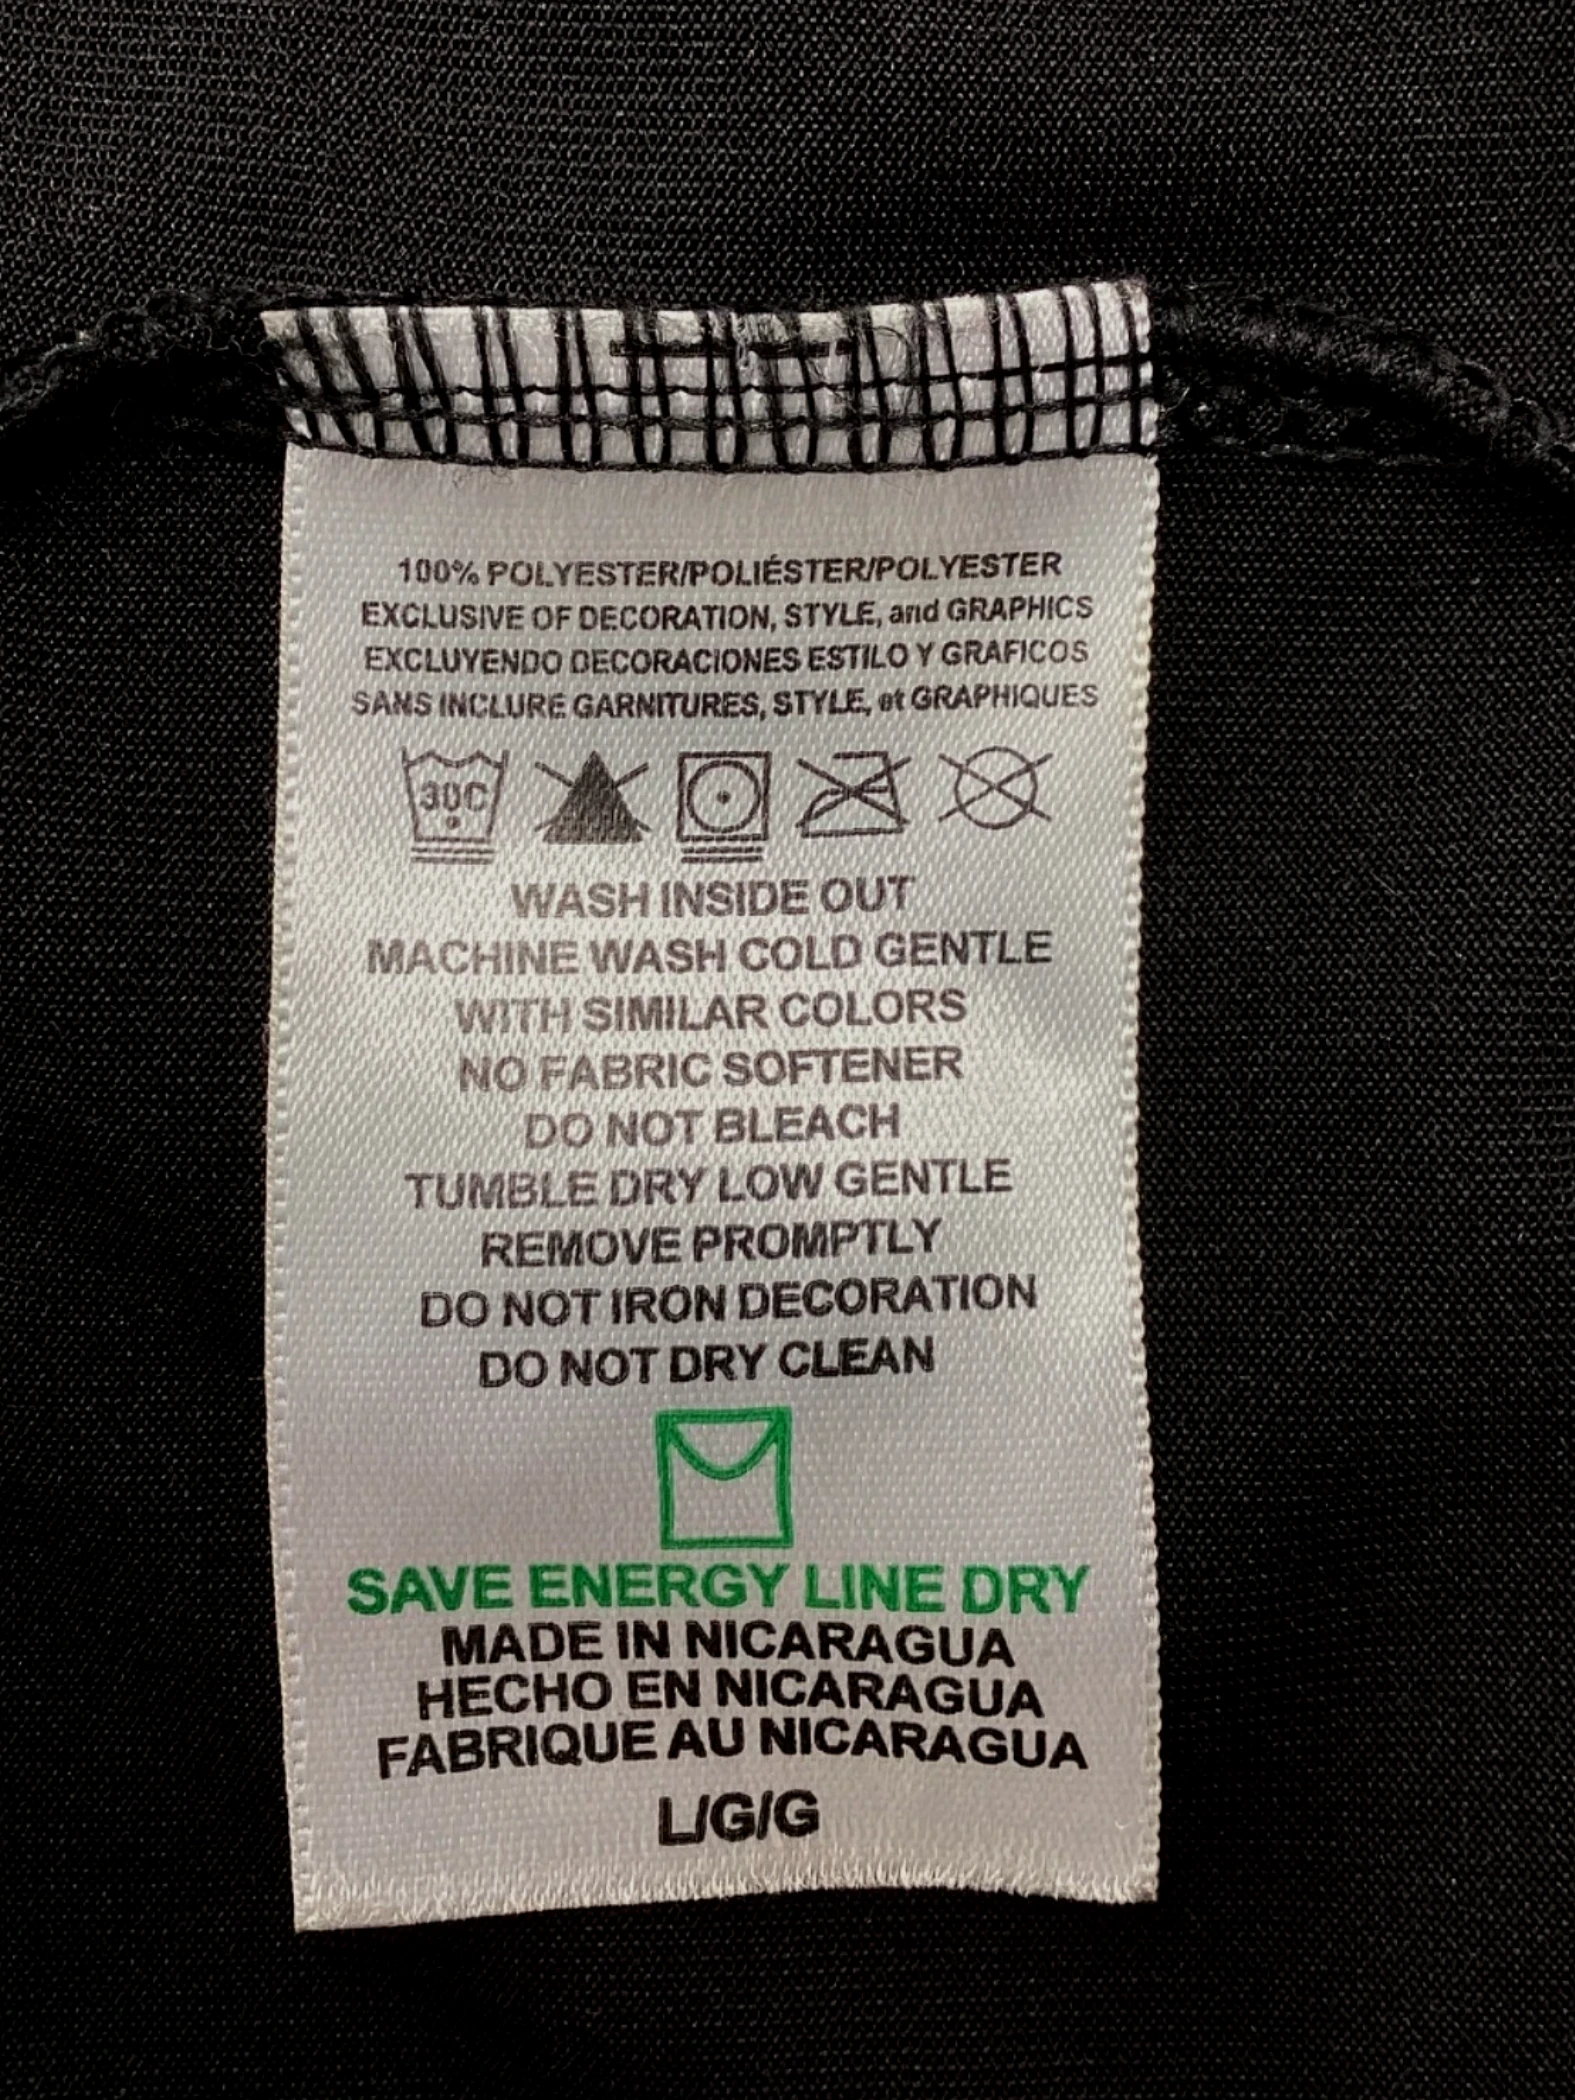 100% POLYESTER/POLIÉSTER/POLYESTER
EXCLUSIVE OF DECORATION, STYLE, and GRAPHICS
EXCLUYENDO DECORACIONES ESTILO Y GRAFICOS
SANS INCLURE GARNITURES, STYLE, et GRAPHIQUES
30C
WASH INSIDE OUT
MACHINE WASH COLD GENTLE
WITH SIMILAR COLORS
NO FABRIC SOFTENER
DO NOT BLEACH
TUMBLE DRY LOW GENTLE
REMOVE PROMPTLY
DO NOT IRON DECORATION
DO NOT DRY CLEAN
SAVE ENERGY LINE DRY
MADE IN NICARAGUA
HECHO EN NICARAGUA
FABRIQUE AU NICARAGUA
L/G/G